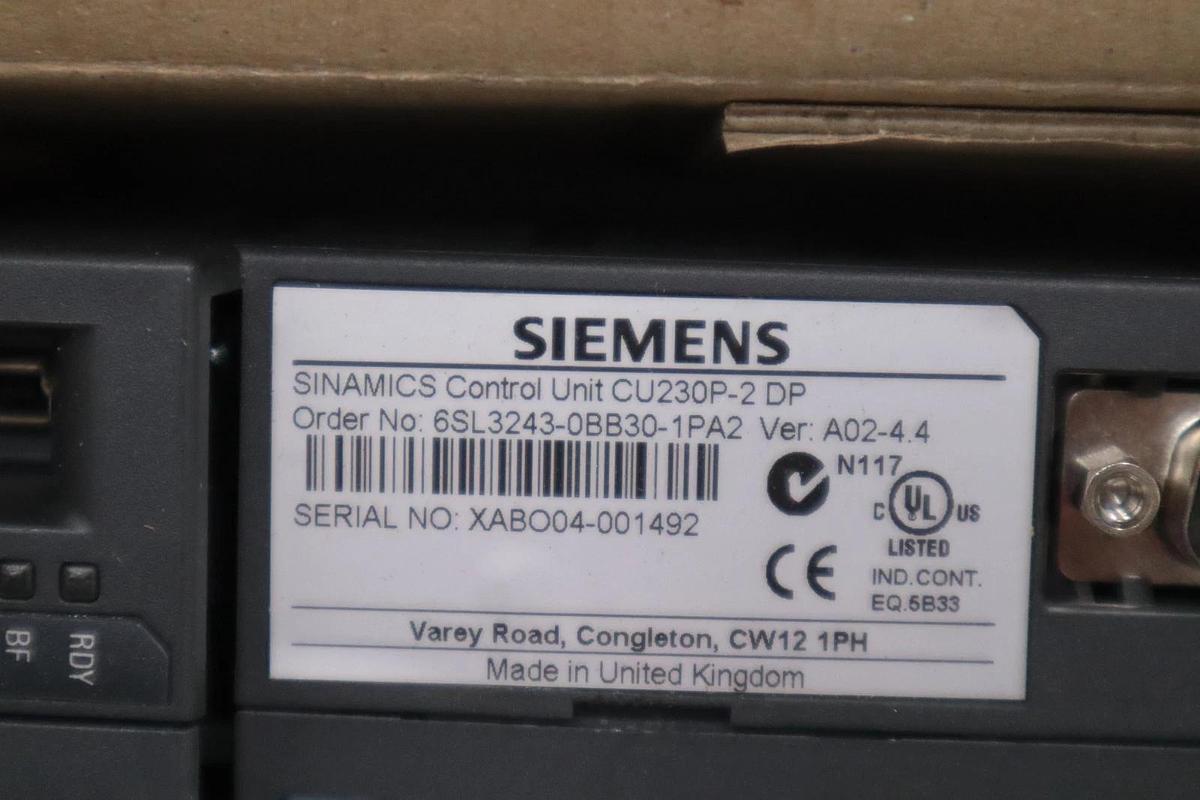 SIEMENS
SINAMICS Control Unit CU230P-2 DP
Order No: 6SL3243-0BB30-1PA2 Ver: A02-4.4
N117
SERIAL NO: XABO04-001492
C UL US
LISTED
CE
IND.CONT.
EQ.5B33
Varey Road, Congleton, CW12 1PH
Made in United Kingdom
RDY
BF